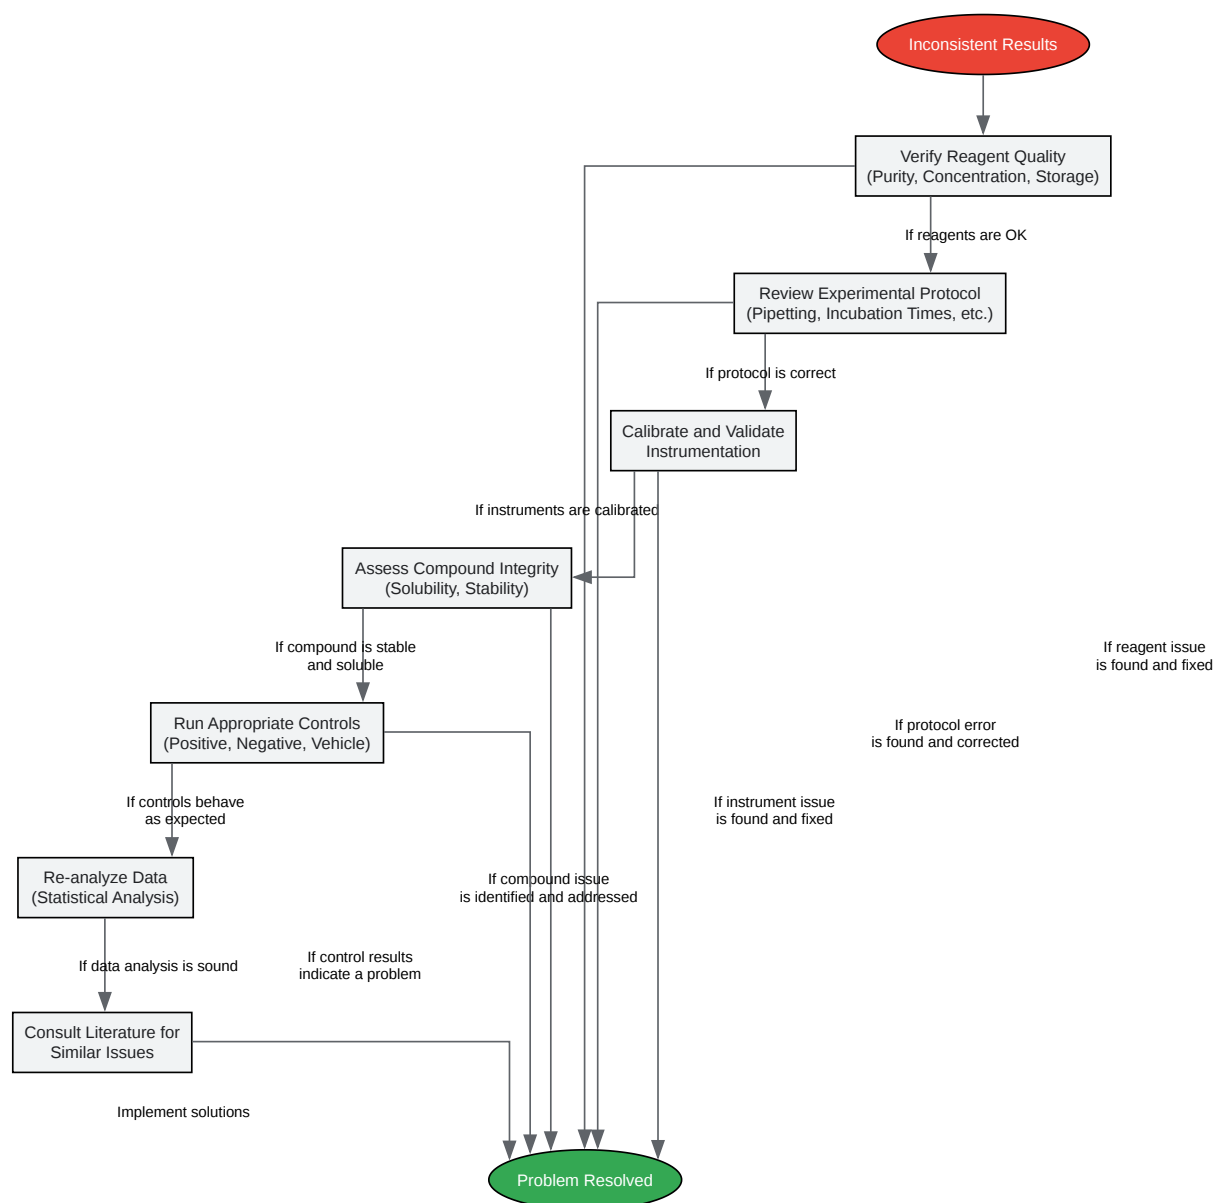 Inconsistent Results
Verify Reagent Quality
(Purity, Concentration, Storage)
If reagents are OK
Review Experimental Protocol
(Pipetting, Incubation Times, etc.)
If protocol is correct
Calibrate and Validate
Instrumentation
If instruments are calibrated
Assess Compound Integrity
(Solubility, Stability)
If compound is stable
and soluble
If reagent issue
is found and fixed
Run Appropriate Controls
(Positive, Negative, Vehicle)
If protocol error
is found and corrected
If controls behave
as expected
If instrument issue
is found and fixed
Re-analyze Data
(Statistical Analysis)
If compound issue
is identified and addressed
If data analysis is sound
If control results
indicate a problem
Consult Literature for
Similar Issues
Implement solutions
Problem Resolved